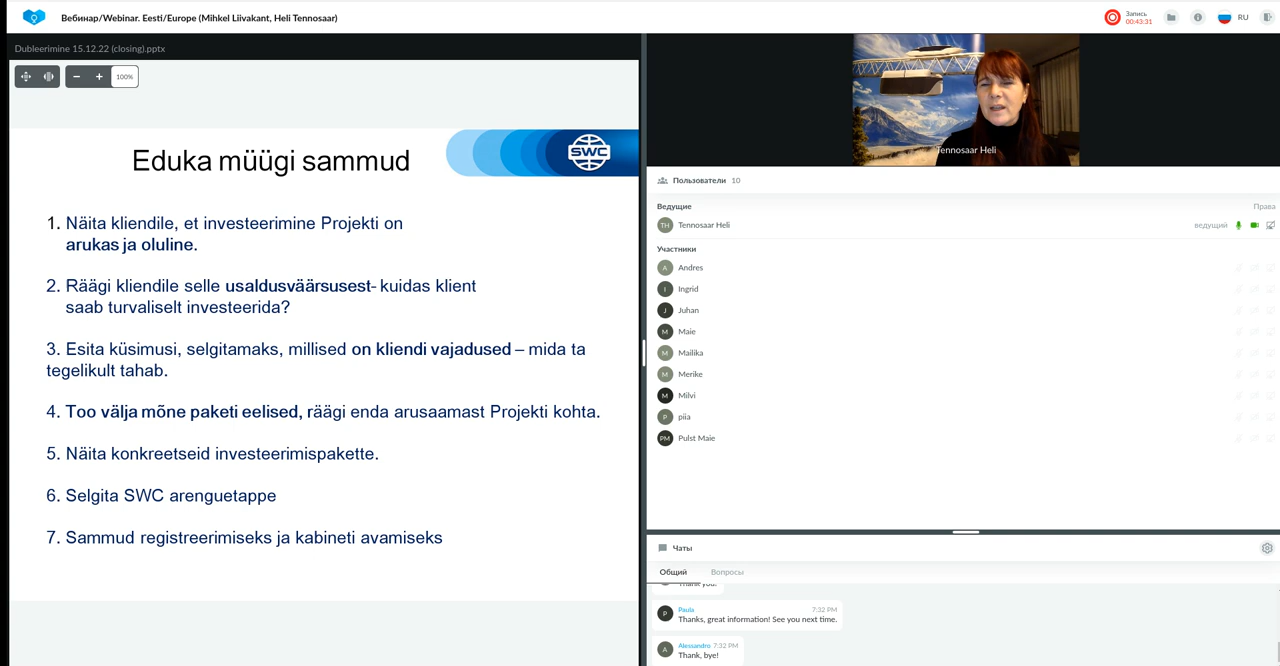 Вебинар/Webinar. Eesti/Europe (Mihkel Liivakant, Heli Tennosaar)
Запись
00:43:31
RU
Dubleerimine 15.12.22 (closing).pptx
100%
Eduka müügi sammud
SWC
1. Näita kliendile, et investeerimine Projekti on
arukas ja oluline.
2. Räägi kliendile selle usaldusväärsusest- kuidas klient
saab turvaliselt investeerida?
3. Esita küsimusi, selgitamaks, millised on kliendi vajadused – mida ta
tegelikult tahab.
4. Too välja mõne paketi eelised, räägi enda arusaamast Projekti kohta.
5. Näita konkreetseid investeerimispakette.
6. Selgita SWC arenguetappe
7. Sammud registreerimiseks ja kabineti avamiseks
Tennosaar Heli
Пользователи 10
Ведущие Права
TH Tennosaar Heli ведущий
Участники
A Andres
I Ingrid
J Juhan
M Maie
M Mailika
M Merike
M Milvi
P piia
PM Pulst Maie
Чаты
Общий Вопросы
Thank you!
P Paula 7:32 PM
Thanks, great information! See you next time.
A Alessandro 7:32 PM
Thank, bye!